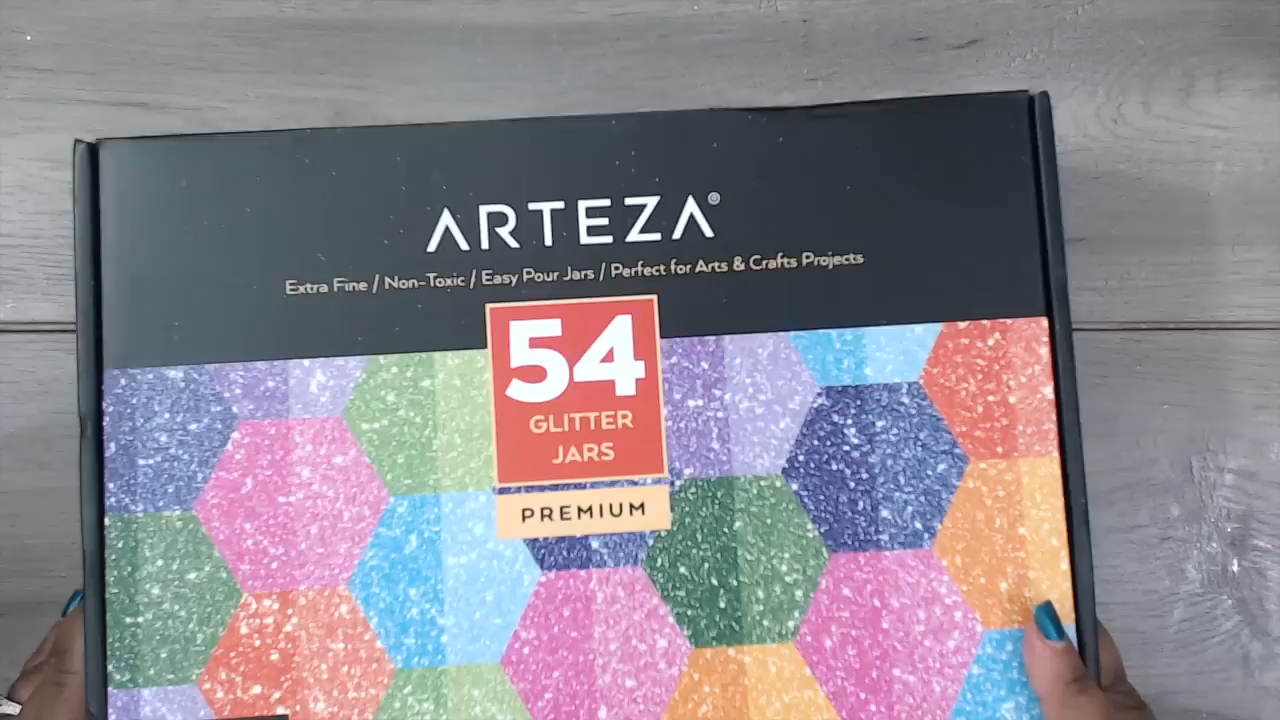 ARTEZA®
Extra Fine / Non-Toxic / Easy Pour Jars / Perfect for Arts & Crafts Projects
54
GLITTER
JARS
PREMIUM